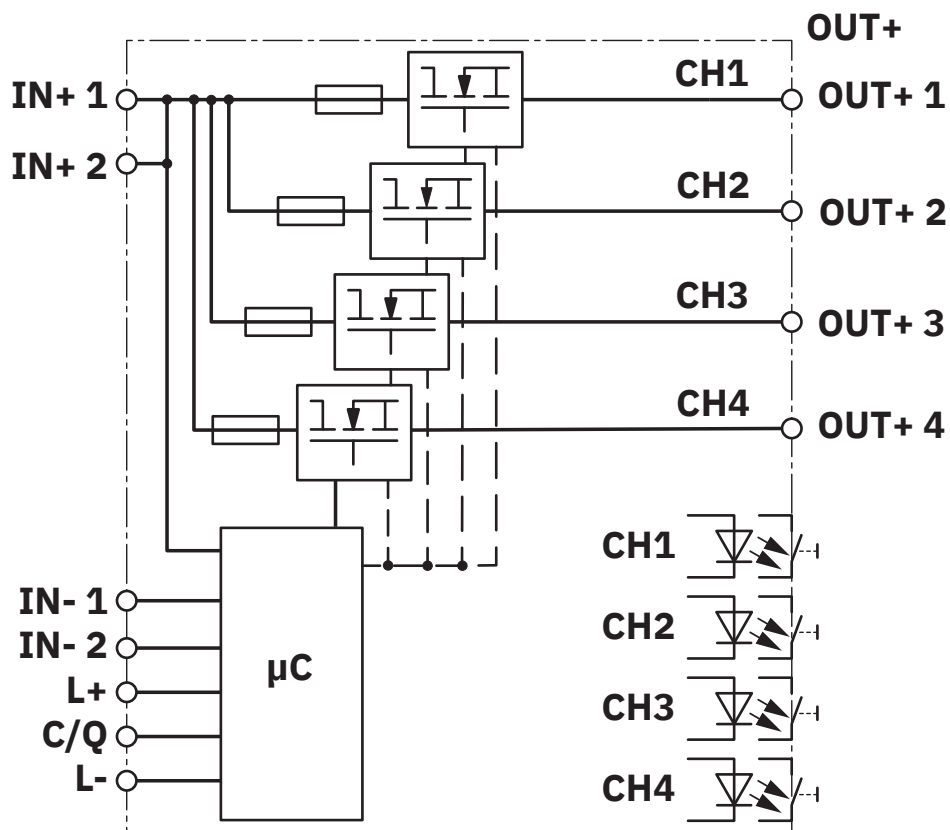 OUT+
IN+ 1
CH1
OUT+ 1
IN+ 2
CH2
OUT+ 2
CH3
OUT+ 3
CH4
OUT+ 4
CH1
IN- 1
CH2
IN- 2
µC
L+
CH3
C/Q
L-
CH4